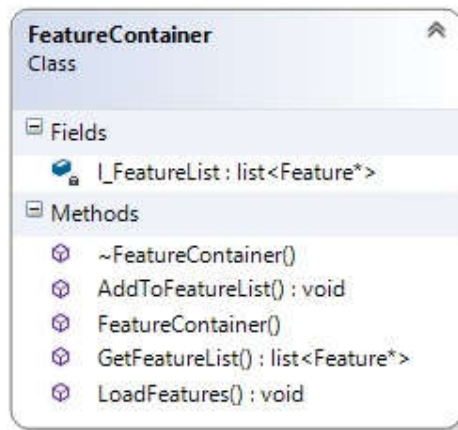 FeatureContainer
Class
Fields
l_FeatureList : list<Feature*>
Methods
~FeatureContainer()
AddToFeatureList() : void
FeatureContainer()
GetFeatureList() : list<Feature*>
LoadFeatures() : void